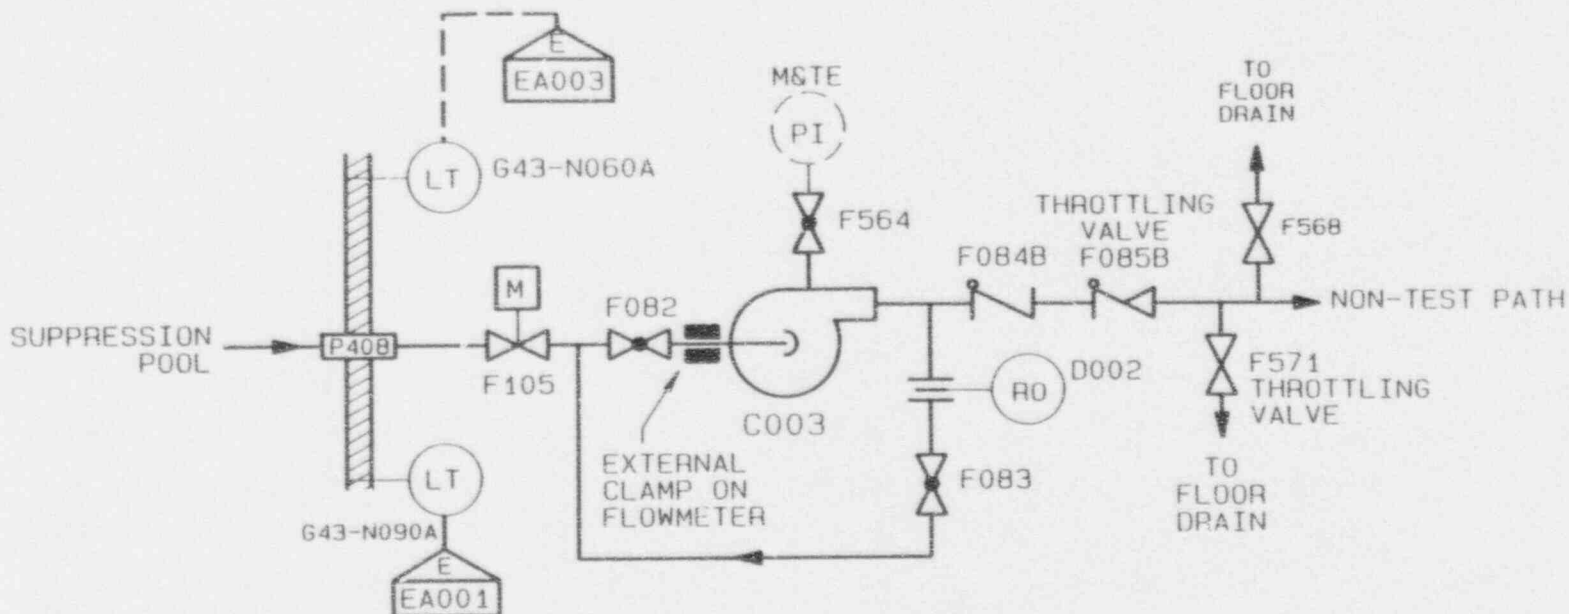 E
EA003
LT
G43-N060A
M&TE
PI
F564
TO
FLOOR
DRAIN
F568
THROTTLING
VALVE
F084B
F085B
NON-TEST PATH
SUPPRESSION
POOL
P408
M
F105
F082
C003
EXTERNAL
CLAMP ON
FLOWMETER
RO
D002
F083
F571
THROTTLING
VALVE
TO
FLOOR
DRAIN
LT
G43-N090A
E
EA001